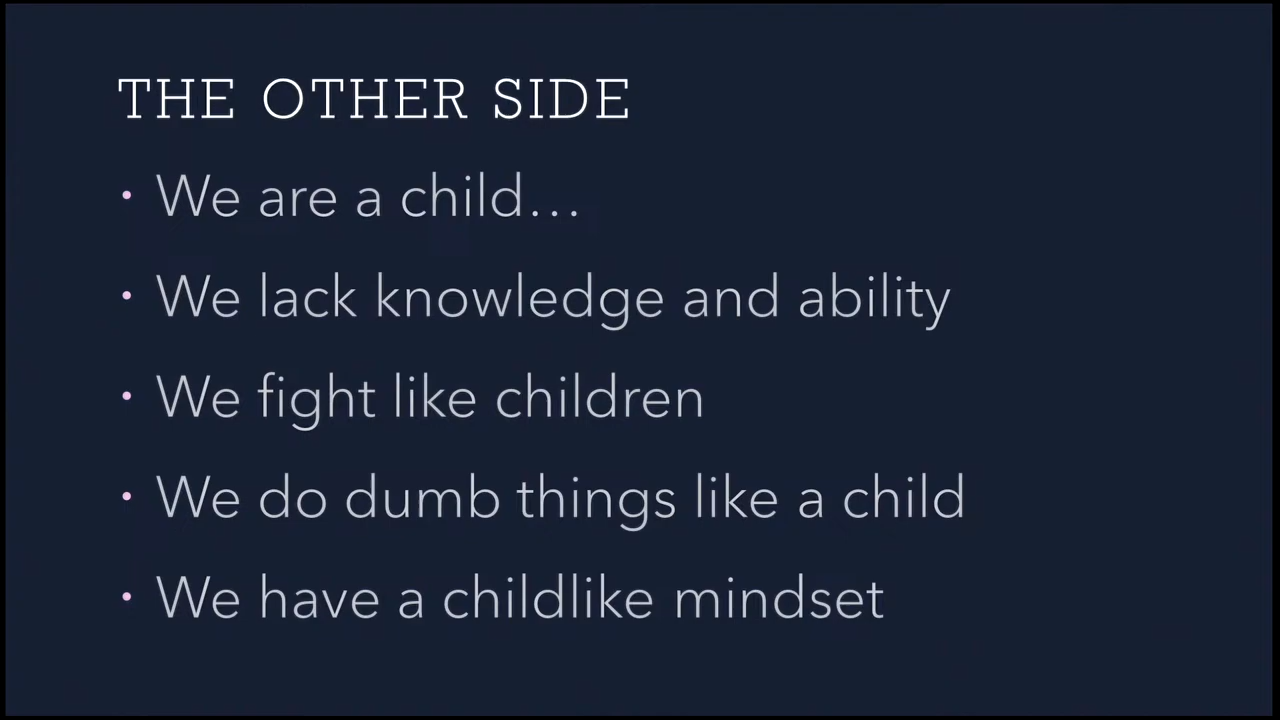 THE OTHER SIDE
• We are a child…
• We lack knowledge and ability
• We fight like children
• We do dumb things like a child
• We have a childlike mindset